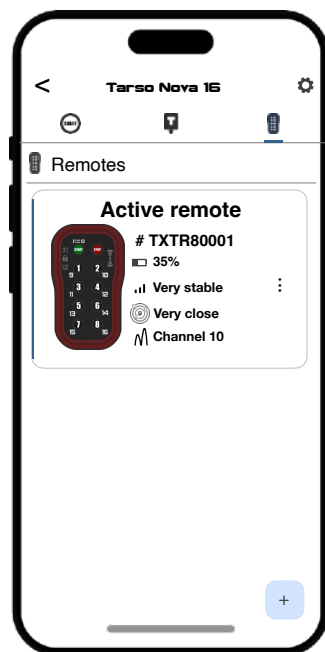 < Tarso Nova 16
T
Remotes
Active remote
# TXTR80001
35%
Very stable
Very close
Channel 10
START STOP
1 2
9 10
3 4
11 12
5 6
13 14
7 8
15 16
+